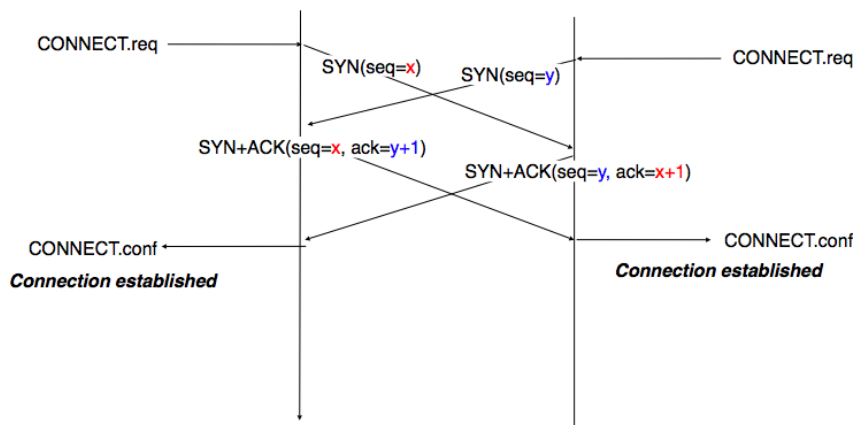 CONNECT.req
CONNECT.req
SYN(seq=x)
SYN(seq=y)
SYN+ACK(seq=x, ack=y+1)
SYN+ACK(seq=y, ack=x+1)
CONNECT.conf
CONNECT.conf
Connection established
Connection established